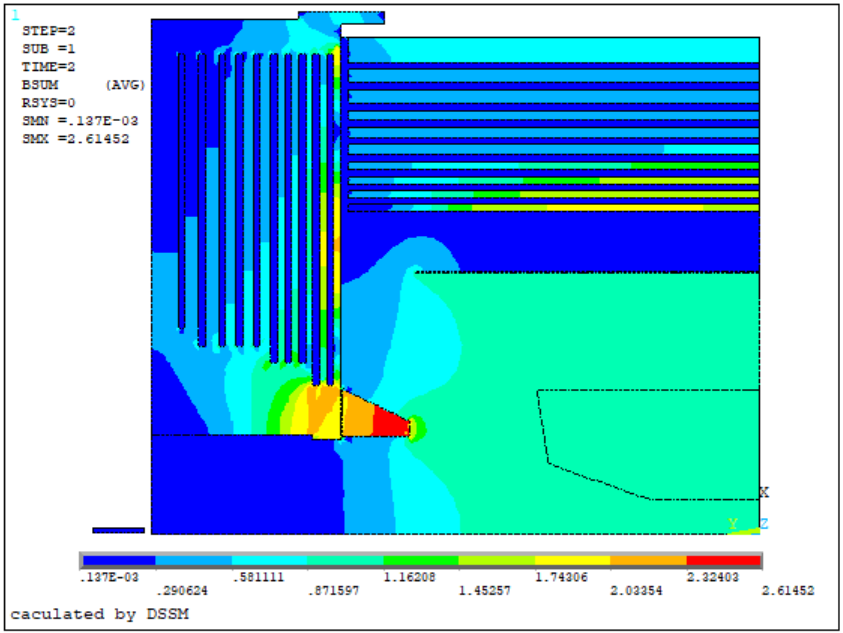 1
STEP=2
SUB =1
TIME=2
BSUM (AVG)
RSYS=0
SMN =.137E-03
SMX =2.61452
X
Y Z
.137E-03 .581111 1.16208 1.74306 2.32403
.290624 .871597 1.45257 2.03354 2.61452
caculated by DSSM